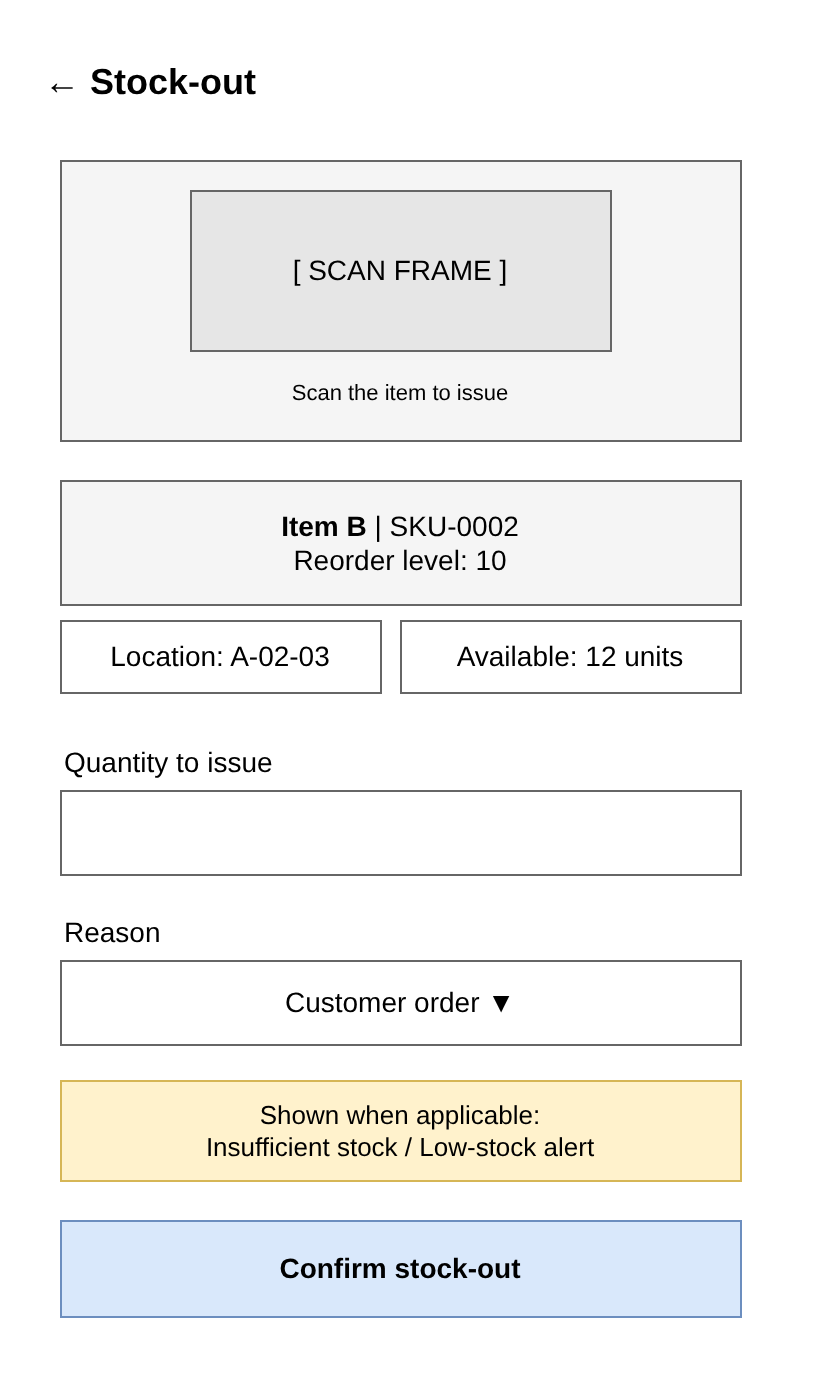 ← Stock-out
[ SCAN FRAME ]
Scan the item to issue
Item B | SKU-0002
Reorder level: 10
Location: A-02-03
Available: 12 units
Quantity to issue
Reason
Customer order ▼
Shown when applicable:
Insufficient stock / Low-stock alert
Confirm stock-out